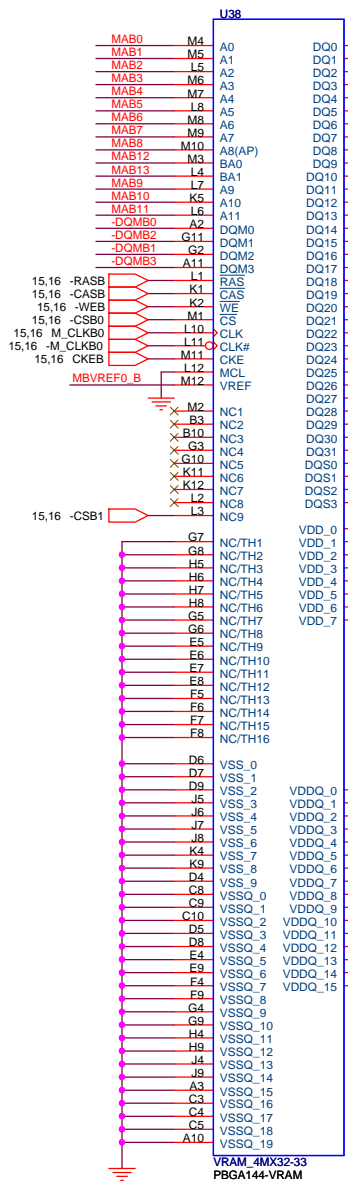 U38
MAB0 M4 A0 DQ0
MAB1 M5 A1 DQ1
MAB2 L5 A2 DQ2
MAB3 M6 A3 DQ3
MAB4 M7 A4 DQ4
MAB5 L8 A5 DQ5
MAB6 M8 A6 DQ6
MAB7 M9 A7 DQ7
MAB8 M10 A8(AP) DQ8
MAB12 M3 BA0 DQ9
MAB13 L4 BA1 DQ10
MAB9 L7 A9 DQ11
MAB10 K5 A10 DQ12
MAB11 L6 A11 DQ13
-DQMB0 A2 DQM0 DQ14
-DQMB2 G11 DQM1 DQ15
-DQMB1 G2 DQM2 DQ16
-DQMB3 A11 DQM3 DQ17
15,16 -RASB L1 RAS DQ18
15,16 -CASB K1 CAS DQ19
15,16 -WEB K2 WE DQ20
15,16 -CSB0 M1 CS DQ21
15,16 M_CLKB0 L10 CLK DQ22
15,16 -M_CLKB0 L11 CLK# DQ23
15,16 CKEB M11 CKE DQ24
L12 MCL DQ25
MBVREF0_B M12 VREF DQ26
DQ27
M2 NC1 DQ28
B3 NC2 DQ29
B10 NC3 DQ30
G3 NC4 DQ31
G10 NC5 DQS0
K11 NC6 DQS1
K12 NC7 DQS2
L2 NC8 DQS3
15,16 -CSB1 L3 NC9
VDD_0
G7 NC/TH1 VDD_1
G8 NC/TH2 VDD_2
H5 NC/TH3 VDD_3
H6 NC/TH4 VDD_4
H7 NC/TH5 VDD_5
H8 NC/TH6 VDD_6
G5 NC/TH7 VDD_7
G6 NC/TH8
E5 NC/TH9
E6 NC/TH10
E7 NC/TH11
E8 NC/TH12
F5 NC/TH13
F6 NC/TH14
F7 NC/TH15
F8 NC/TH16
D6 VSS_0
D7 VSS_1
D9 VSS_2 VDDQ_0
J5 VSS_3 VDDQ_1
J6 VSS_4 VDDQ_2
J7 VSS_5 VDDQ_3
J8 VSS_6 VDDQ_4
K4 VSS_7 VDDQ_5
K9 VSS_8 VDDQ_6
D4 VSS_9 VDDQ_7
C8 VSSQ_0 VDDQ_8
C9 VSSQ_1 VDDQ_9
C10 VSSQ_2 VDDQ_10
D5 VSSQ_3 VDDQ_11
D8 VSSQ_4 VDDQ_12
E4 VSSQ_5 VDDQ_13
E9 VSSQ_6 VDDQ_14
F4 VSSQ_7 VDDQ_15
F9 VSSQ_8
G4 VSSQ_9
G9 VSSQ_10
H4 VSSQ_11
H9 VSSQ_12
J4 VSSQ_13
J9 VSSQ_14
A3 VSSQ_15
C3 VSSQ_16
C4 VSSQ_17
C5 VSSQ_18
A10 VSSQ_19
VRAM_4MX32-33
PBGA144-VRAM